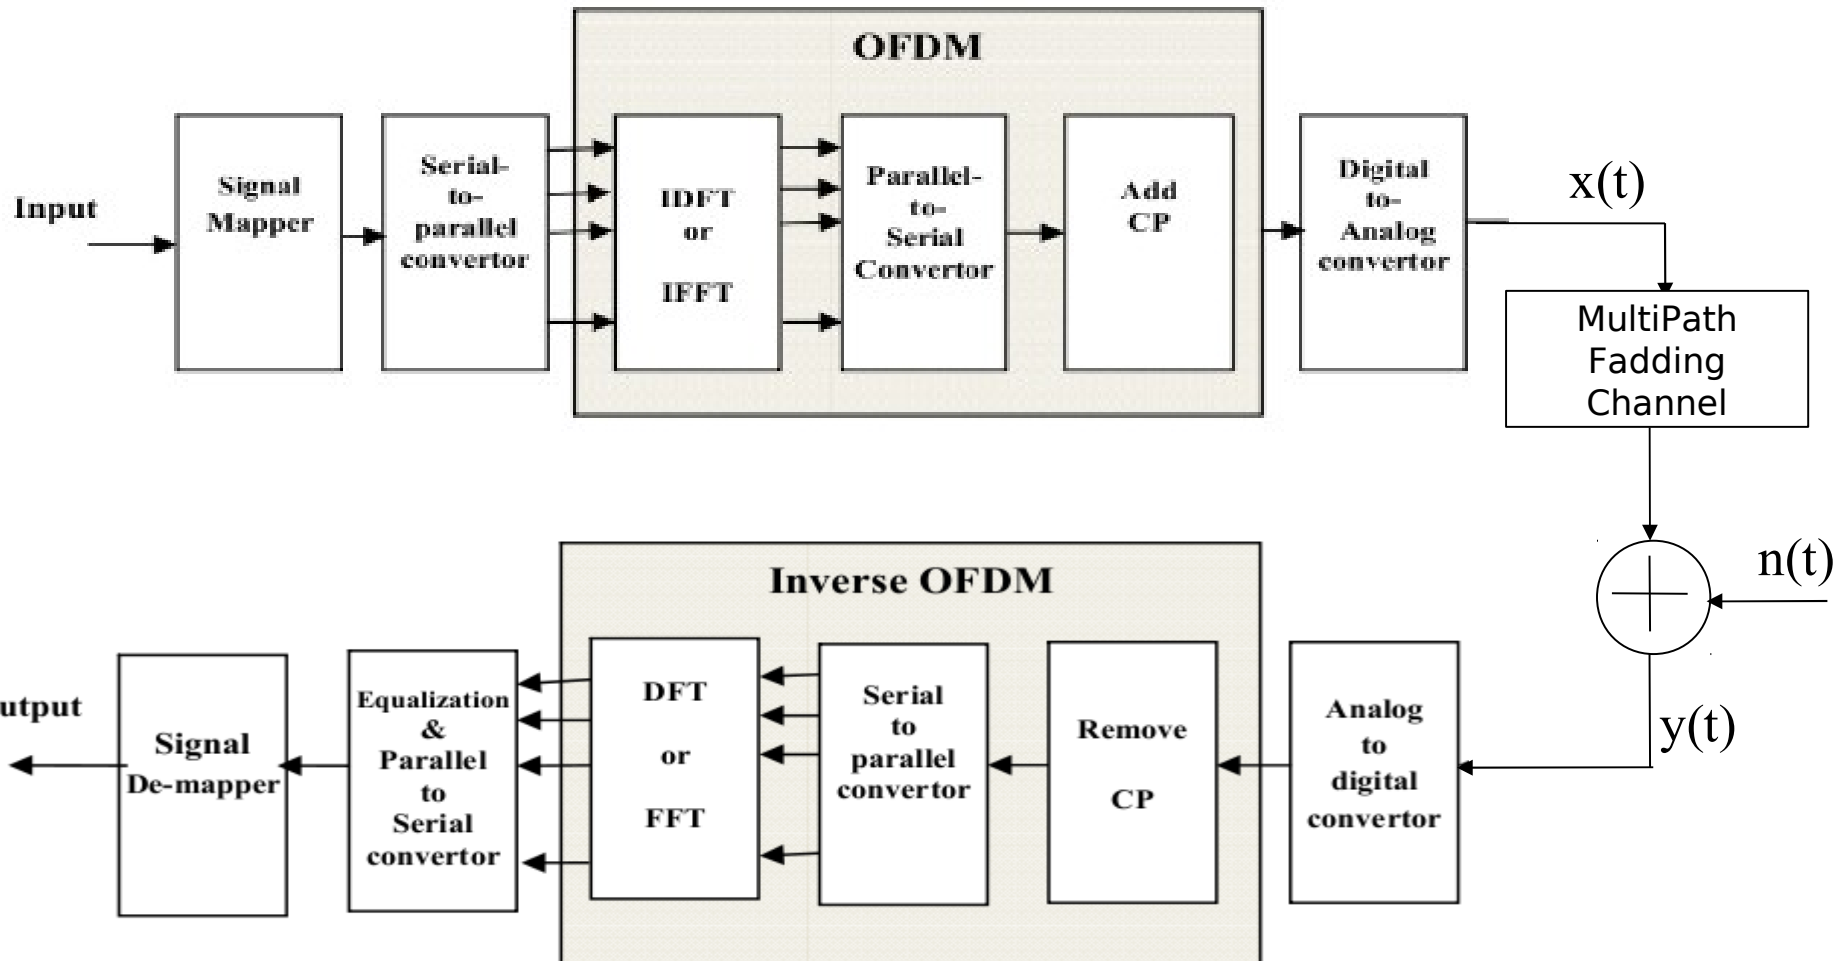 OFDM
Input
Signal
Mapper
Serial-
to-
parallel
convertor
IDFT
or
IFFT
Parallel-
to-
Serial
Convertor
Add
CP
Digital
to-
Analog
convertor
x(t)
MultiPath
Fadding
Channel
n(t)
y(t)
Inverse OFDM
Analog
to
digital
convertor
Remove
CP
Serial
to
parallel
convertor
DFT
or
FFT
Equalization
&
Parallel
to
Serial
convertor
Signal
De-mapper
utput